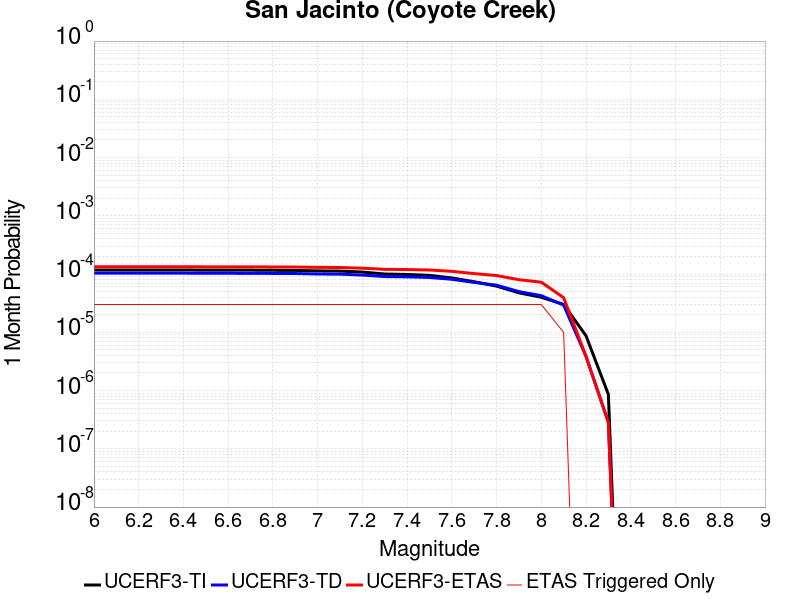 San Jacinto (Coyote Creek)
10^0
10^-1
10^-2
10^-3
10^-4
10^-5
10^-6
10^-7
10^-8
1 Month Probability
6 6.2 6.4 6.6 6.8 7 7.2 7.4 7.6 7.8 8 8.2 8.4 8.6 8.8 9
Magnitude
UCERF3-TI UCERF3-TD UCERF3-ETAS ETAS Triggered Only